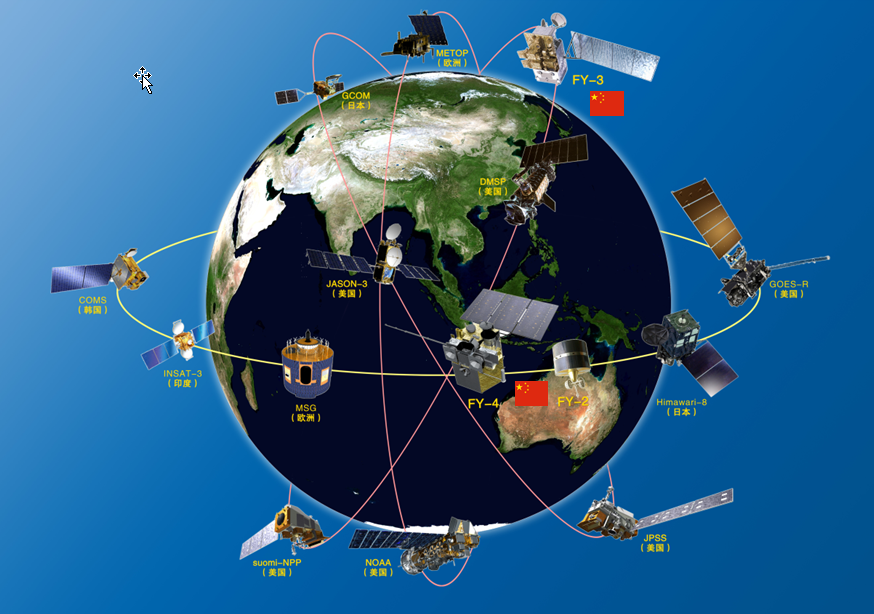 METOP
（欧洲）
FY-3
GCOM
（日本）
DMSP
（美国）
JASON-3
（美国）
GOES-R
（美国）
COMS
（韩国）
INSAT-3
（印度）
MSG
（欧洲）
FY-4
FY-2
Himawari-8
（日本）
suomi-NPP
（美国）
NOAA
（美国）
JPSS
（美国）